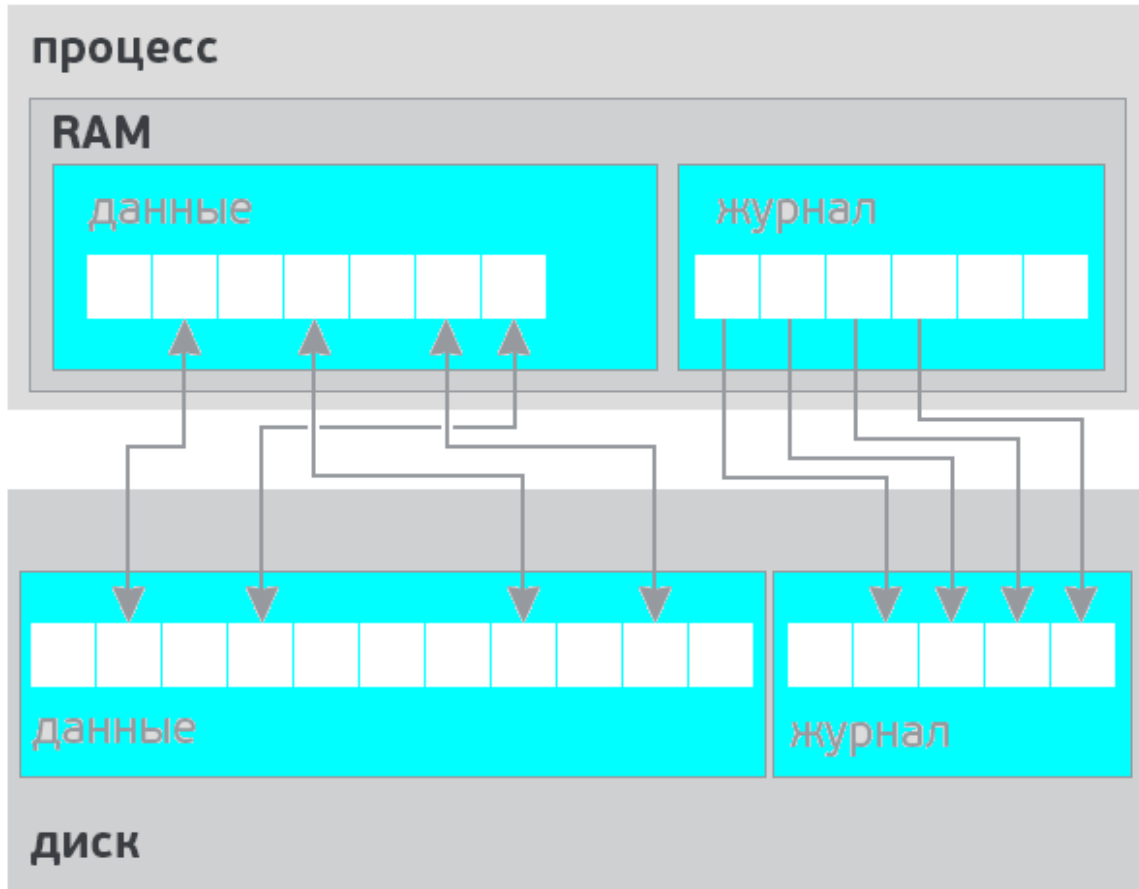 процесс
RAM
данные
журнал
данные
журнал
диск